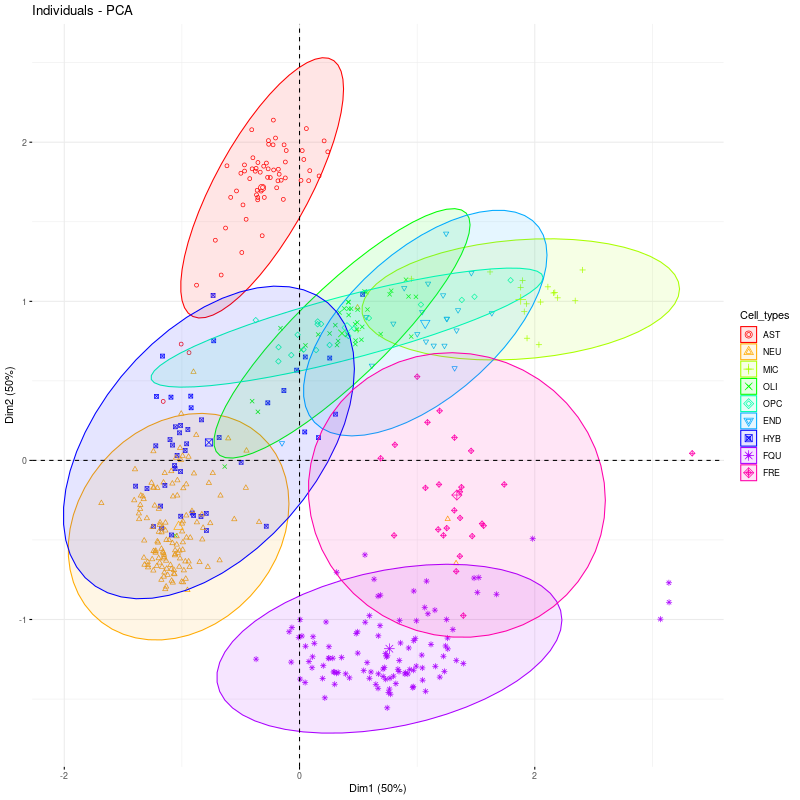 Individuals - PCA
2
1
0
-1
Dim2 (50%)
-2
0
2
Dim1 (50%)
Cell_types
AST
NEU
MIC
OLI
OPC
END
HYB
FQU
FRE